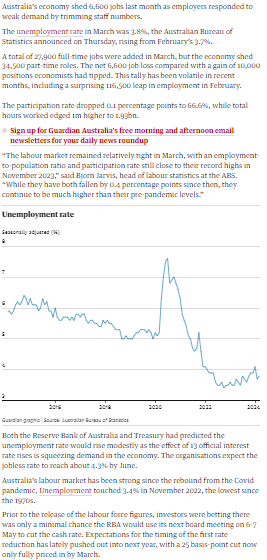 Australia's economy shed 6,600 jobs last month as employers responded to
weak demand by trimming staff numbers.
The unemployment rate in March was 3.8%, the Australian Bureau of
Statistics announced on Thursday, rising from February's 3.7%.
A total of 27,900 full-time jobs were added in March, but the economy shed
34,500 part-time roles. The net 6,600 job loss compared with a gain of 10,000
positions economists had tipped. This tally has been volatile in recent
months, including a surprising 116,500 leap in employment in February.
The participation rate dropped 0.1 percentage points to 66.6%, while total
hours worked edged 1m higher to 1.93bn.
Sign up for Guardian Australia's free morning and afternoon email
newsletters for your daily news roundup
“The labour market remained relatively tight in March, with an employment-
to-population ratio and participation rate still close to their record highs in
November 2023,” said Bjorn Jarvis, head of labour statistics at the ABS.
“While they have both fallen by 0.4 percentage points since then, they
continue to be much higher than their pre-pandemic levels.”
Unemployment rate
Seasonally adjusted (%)
8
7
6
5
4
3
2016
2018
2020
2022
2024
Guardian graphic | Source: Australian Bureau of Statistics
Both the Reserve Bank of Australia and Treasury had predicted the
unemployment rate would rise modestly as the effect of 13 official interest
rate rises is squeezing demand in the economy. The organisations expect the
jobless rate to reach about 4.3% by June.
Australia's labour market has been strong since the rebound from the Covid
pandemic. Unemployment touched 3.4% in November 2022, the lowest since
the 1970s.
Prior to the release of the labour force figures, investors were betting there
was only a minimal chance the RBA would use its next board meeting on 6-7
May to cut the cash rate. Expectations for the timing of the first rate
reduction has lately pushed out into next year, with a 25 basis-point cut now
only fully priced in by March.